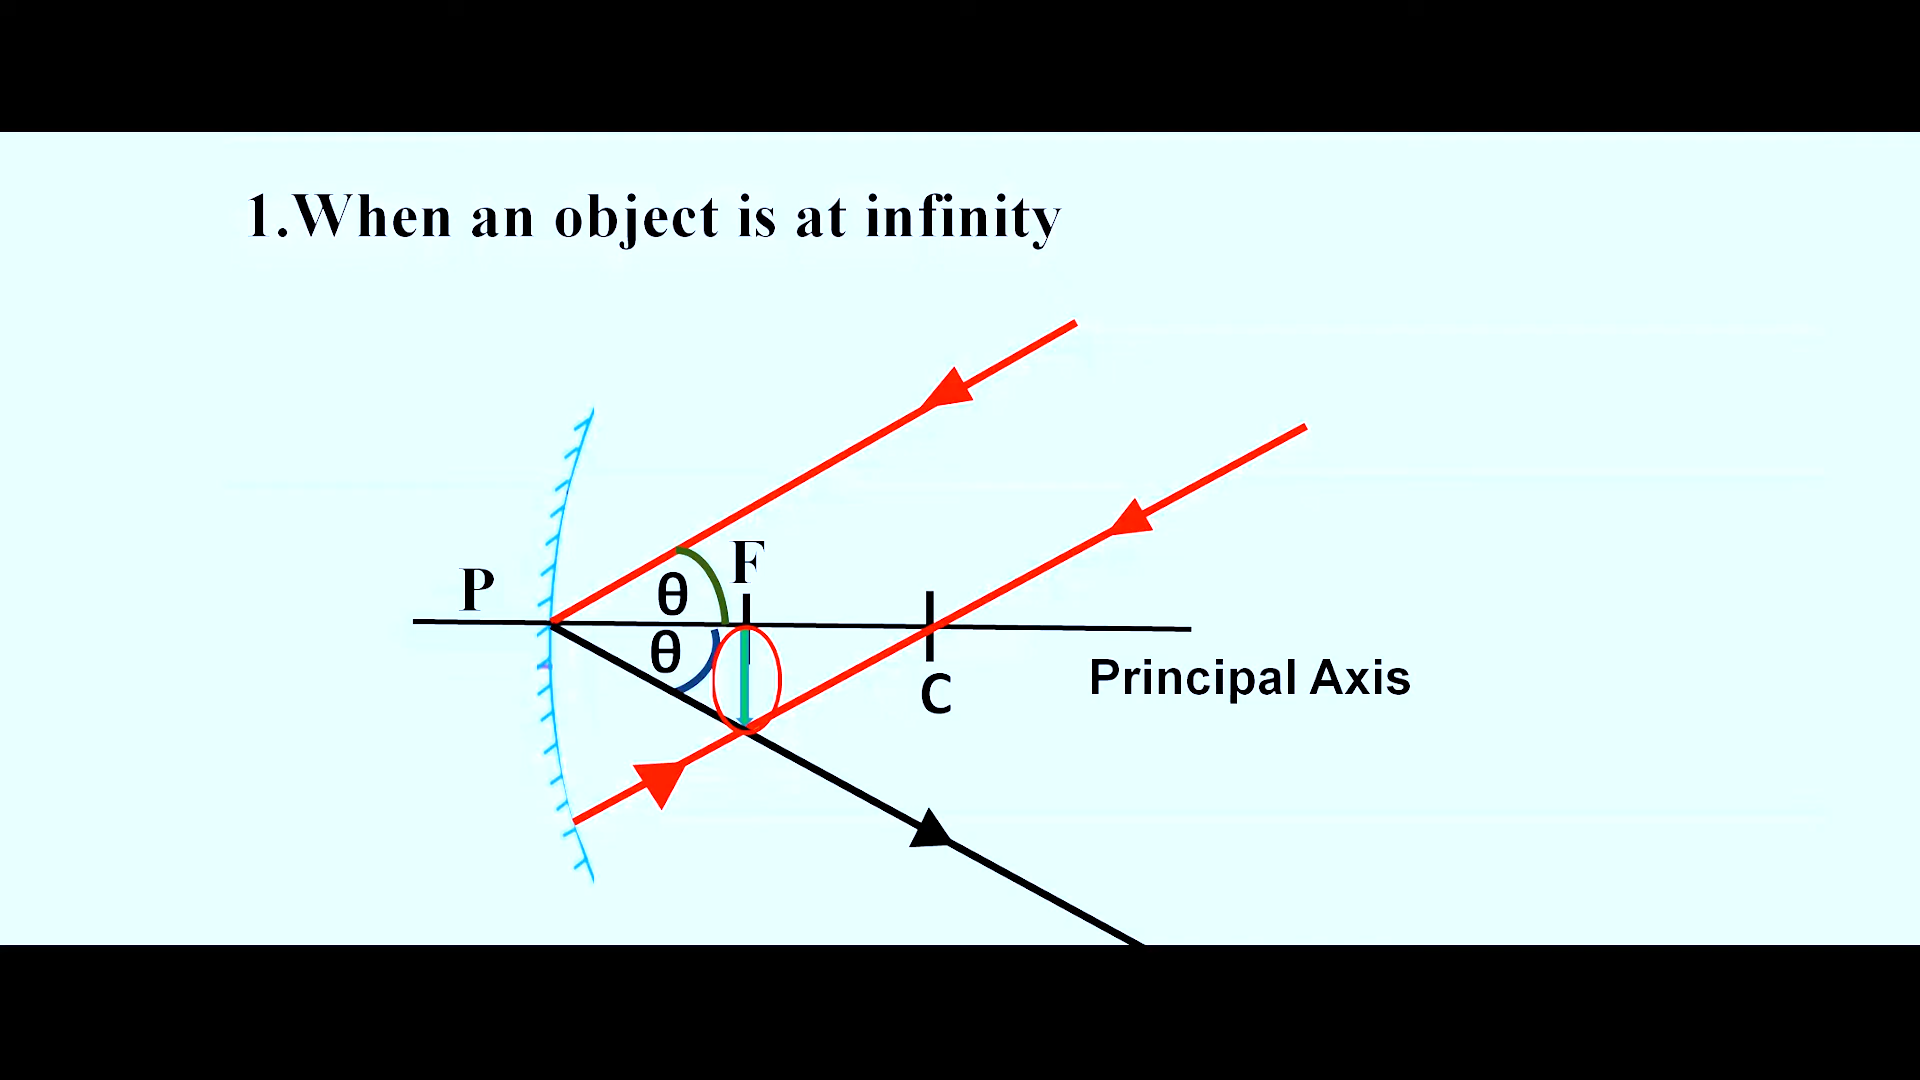 1.When an object is at infinity
F
P
θ
θ
C
Principal Axis